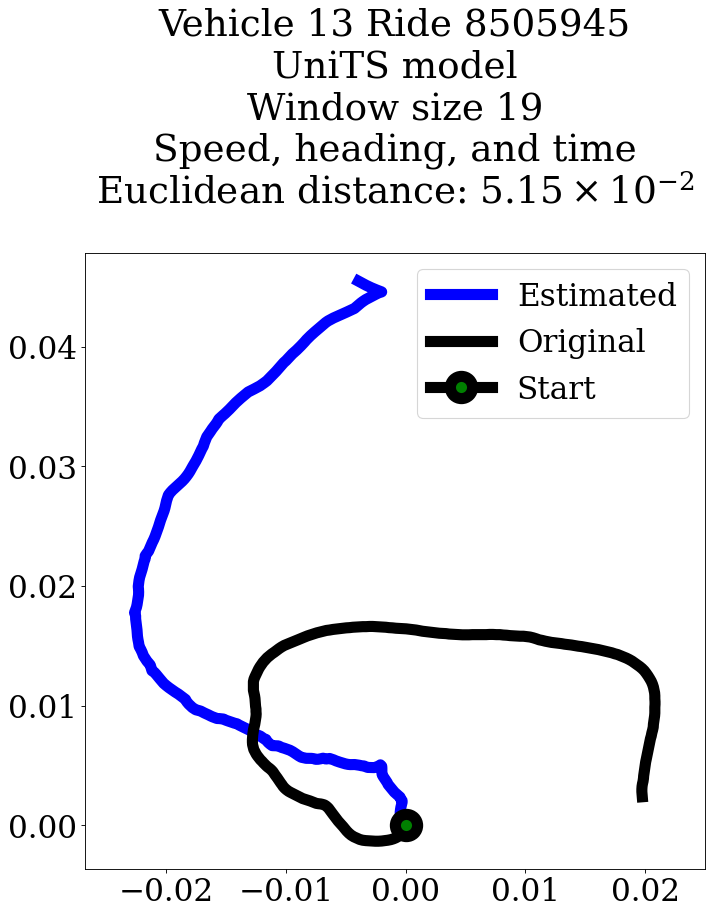 Vehicle 13 Ride 8505945
UniTS model
Window size 19
Speed, heading, and time
Euclidean distance: 5.15 × 10⁻²
Estimated
Original
Start
0.04
0.03
0.02
0.01
0.00
−0.02 −0.01 0.00 0.01 0.02